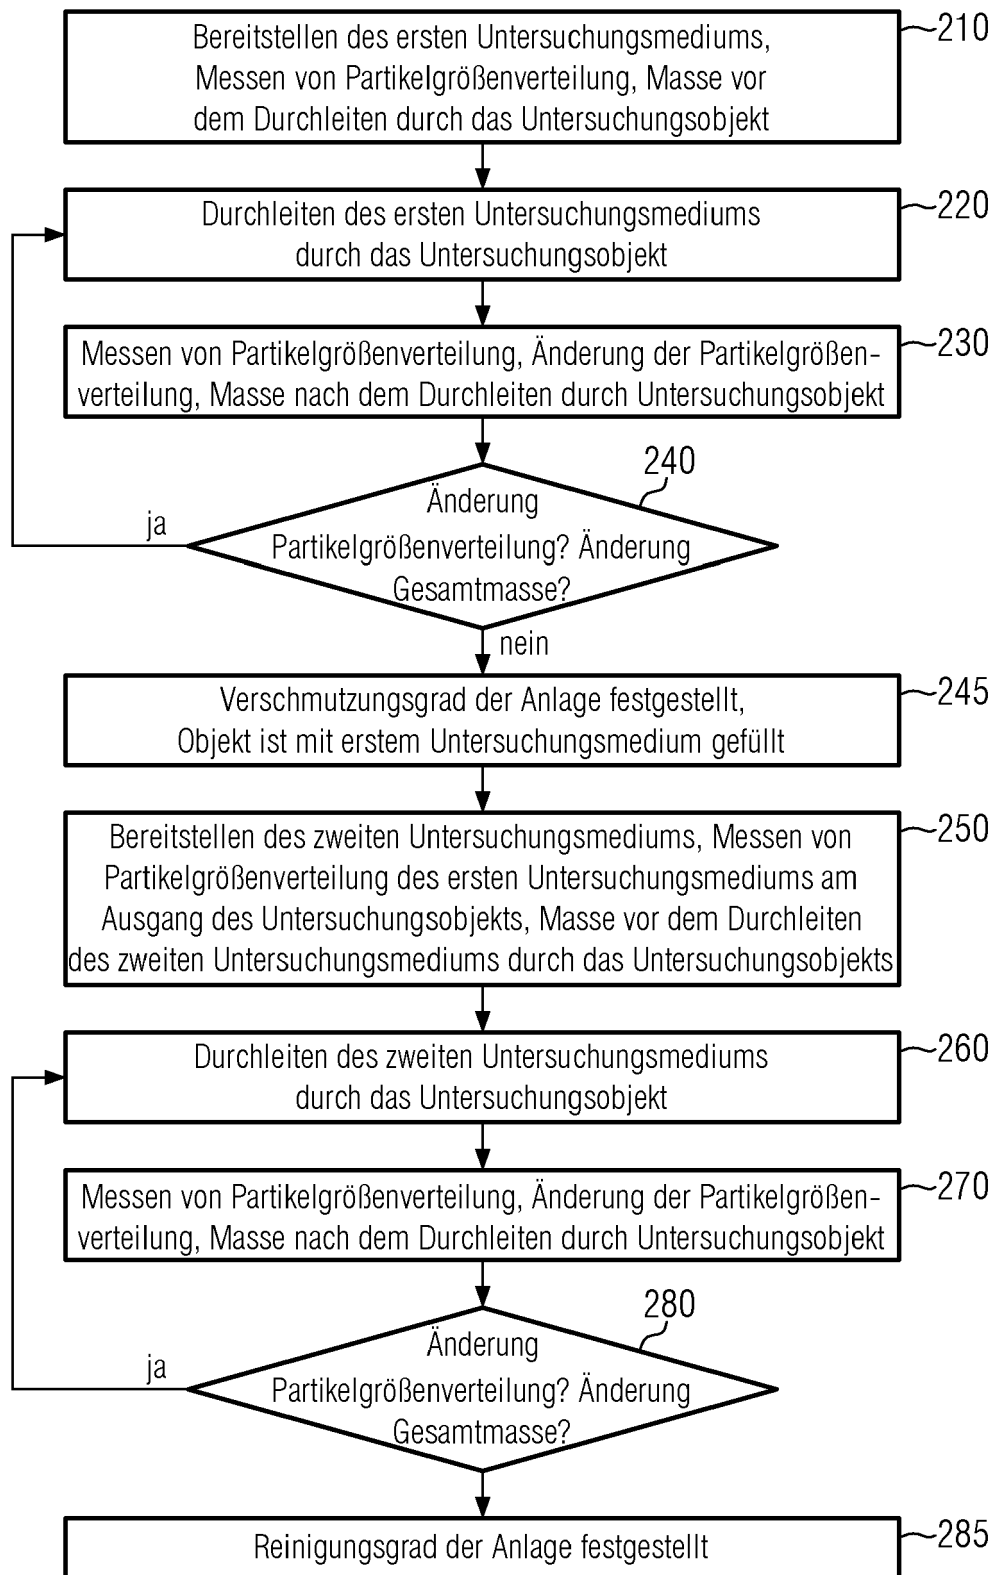 Bereitstellen des ersten Untersuchungsmediums,
Messen von Partikelgrößenverteilung, Masse vor
dem Durchleiten durch das Untersuchungsobjekt
210
Durchleiten des ersten Untersuchungsmediums
durch das Untersuchungsobjekt
220
Messen von Partikelgrößenverteilung, Änderung der Partikelgrößen-
verteilung, Masse nach dem Durchleiten durch Untersuchungsobjekt
230
240
Änderung
Partikelgrößenverteilung? Änderung
Gesamtmasse?
ja
nein
Verschmutzungsgrad der Anlage festgestellt,
Objekt ist mit erstem Untersuchungsmedium gefüllt
245
Bereitstellen des zweiten Untersuchungsmediums, Messen von
Partikelgrößenverteilung des ersten Untersuchungsmediums am
Ausgang des Untersuchungsobjekts, Masse vor dem Durchleiten
des zweiten Untersuchungsmediums durch das Untersuchungsobjekts
250
Durchleiten des zweiten Untersuchungsmediums
durch das Untersuchungsobjekt
260
Messen von Partikelgrößenverteilung, Änderung der Partikelgrößen-
verteilung, Masse nach dem Durchleiten durch Untersuchungsobjekt
270
280
Änderung
Partikelgrößenverteilung? Änderung
Gesamtmasse?
ja
Reinigungsgrad der Anlage festgestellt
285